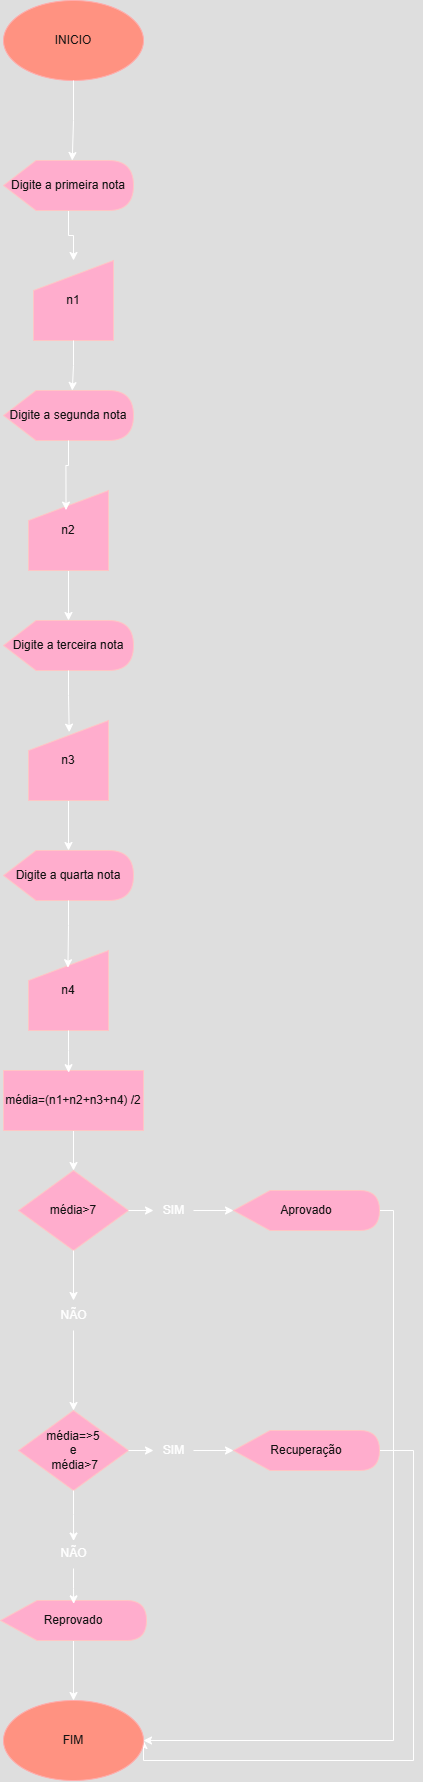 INICIO
Digite a primeira nota
n1
Digite a segunda nota
n2
Digite a terceira nota
n3
Digite a quarta nota
n4
média=(n1+n2+n3+n4) /2
média>7
SIM
Aprovado
NÃO
média=>5
e
média>7
SIM
Recuperação
NÃO
Reprovado
FIM